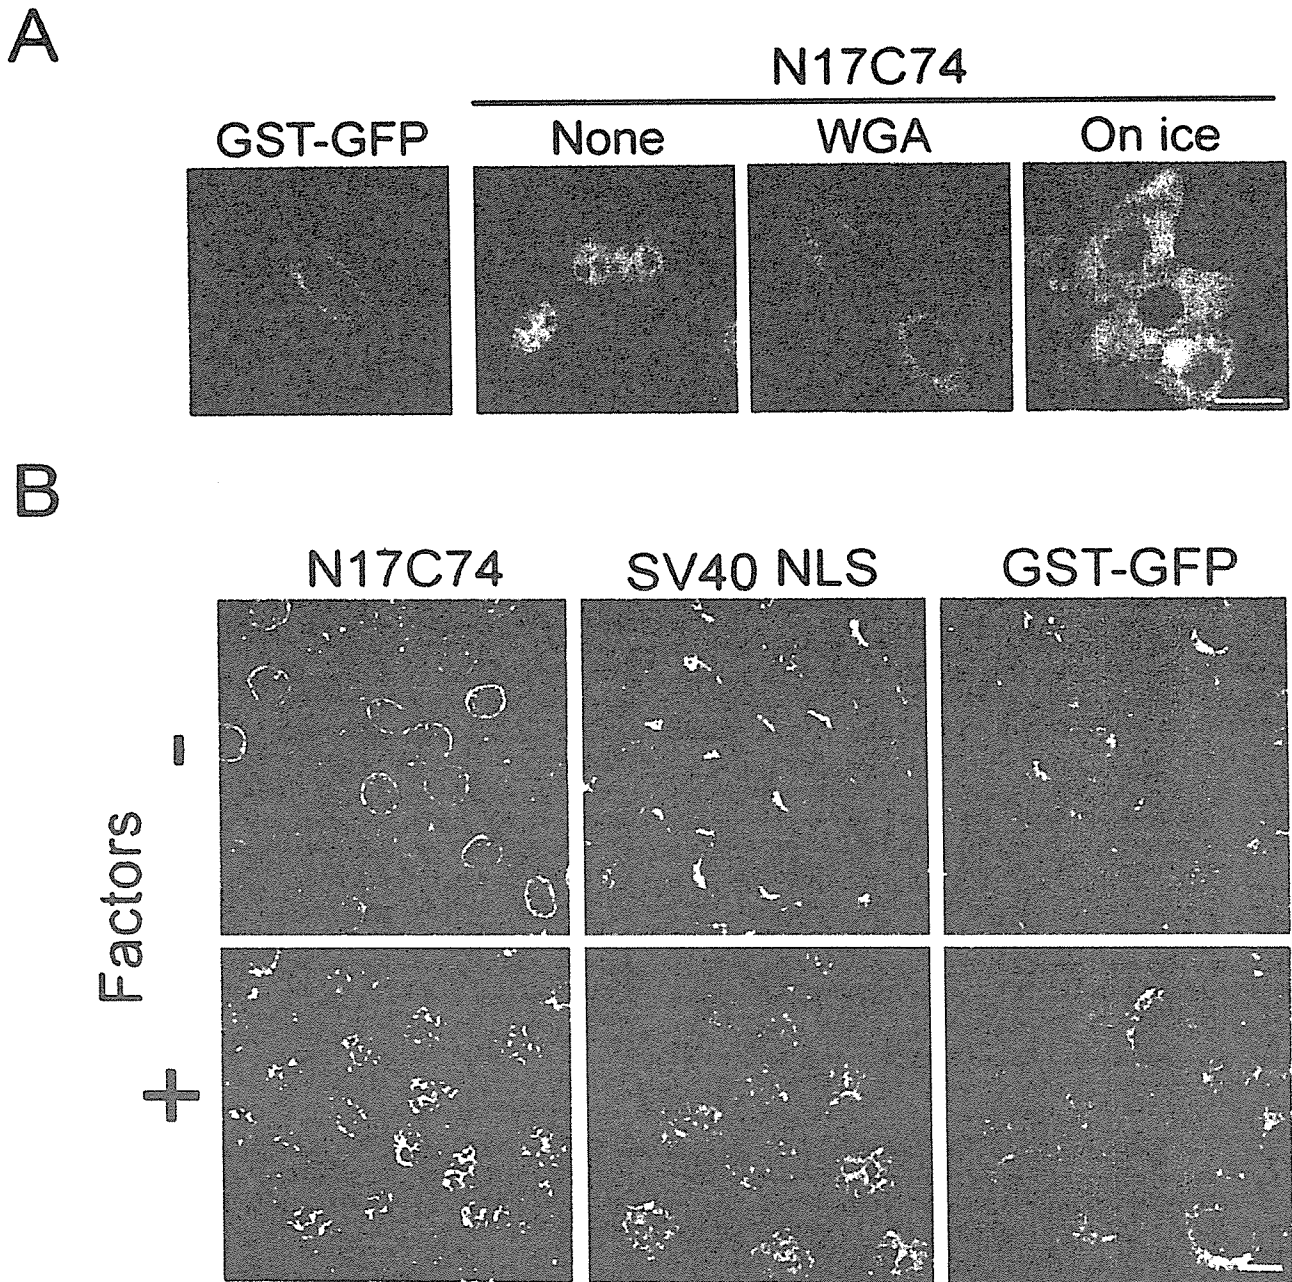 A
N17C74
GST-GFP None WGA On ice
B
N17C74 SV40 NLS GST-GFP
-
Factors
+